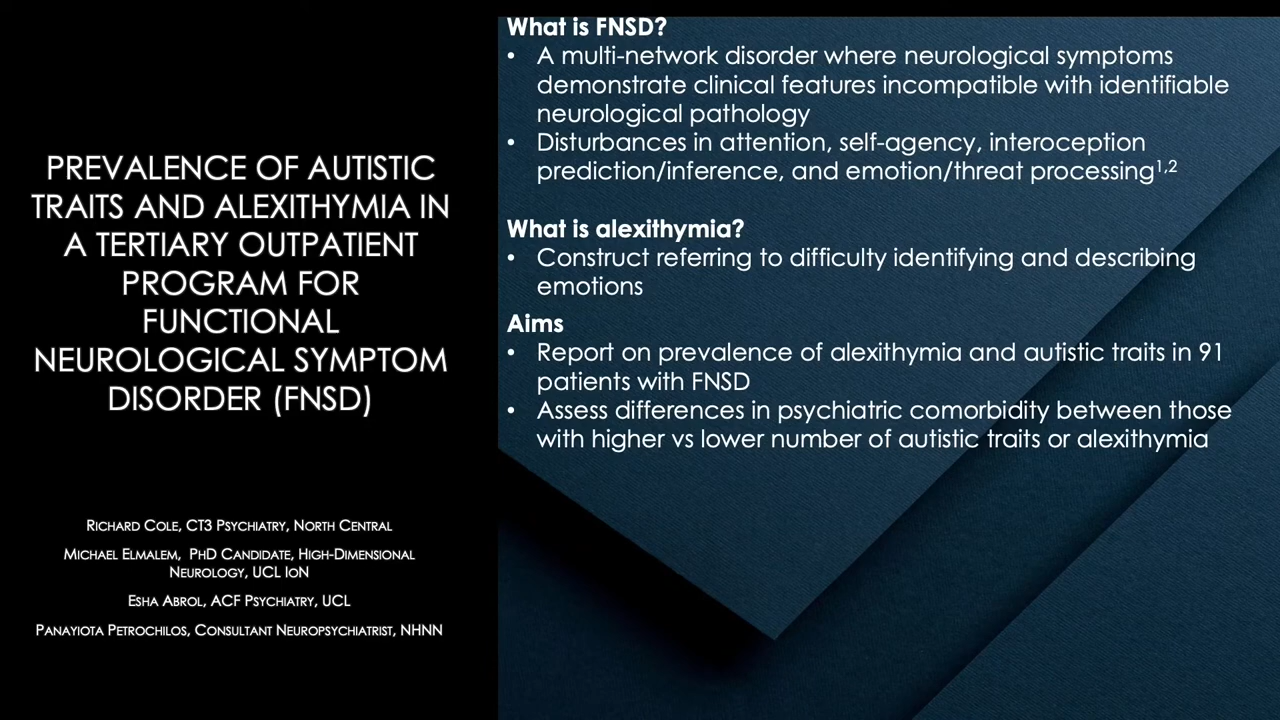 PREVALENCE OF AUTISTIC
TRAITS AND ALEXITHYMIA IN
A TERTIARY OUTPATIENT
PROGRAM FOR
FUNCTIONAL
NEUROLOGICAL SYMPTOM
DISORDER (FNSD)
RICHARD COLE, CT3 PSYCHIATRY, NORTH CENTRAL
MICHAEL ELMALEM, PHD CANDIDATE, HIGH-DIMENSIONAL
NEUROLOGY, UCL ION
ESHA ABROL, ACF PSYCHIATRY, UCL
PANAYIOTA PETROCHILOS, CONSULTANT NEUROPSYCHIATRIST, NHNN
What is FNSD?
• A multi-network disorder where neurological symptoms
demonstrate clinical features incompatible with identifiable
neurological pathology
• Disturbances in attention, self-agency, interoception
prediction/inference, and emotion/threat processing1,2
What is alexithymia?
• Construct referring to difficulty identifying and describing
emotions
Aims
• Report on prevalence of alexithymia and autistic traits in 91
patients with FNSD
• Assess differences in psychiatric comorbidity between those
with higher vs lower number of autistic traits or alexithymia